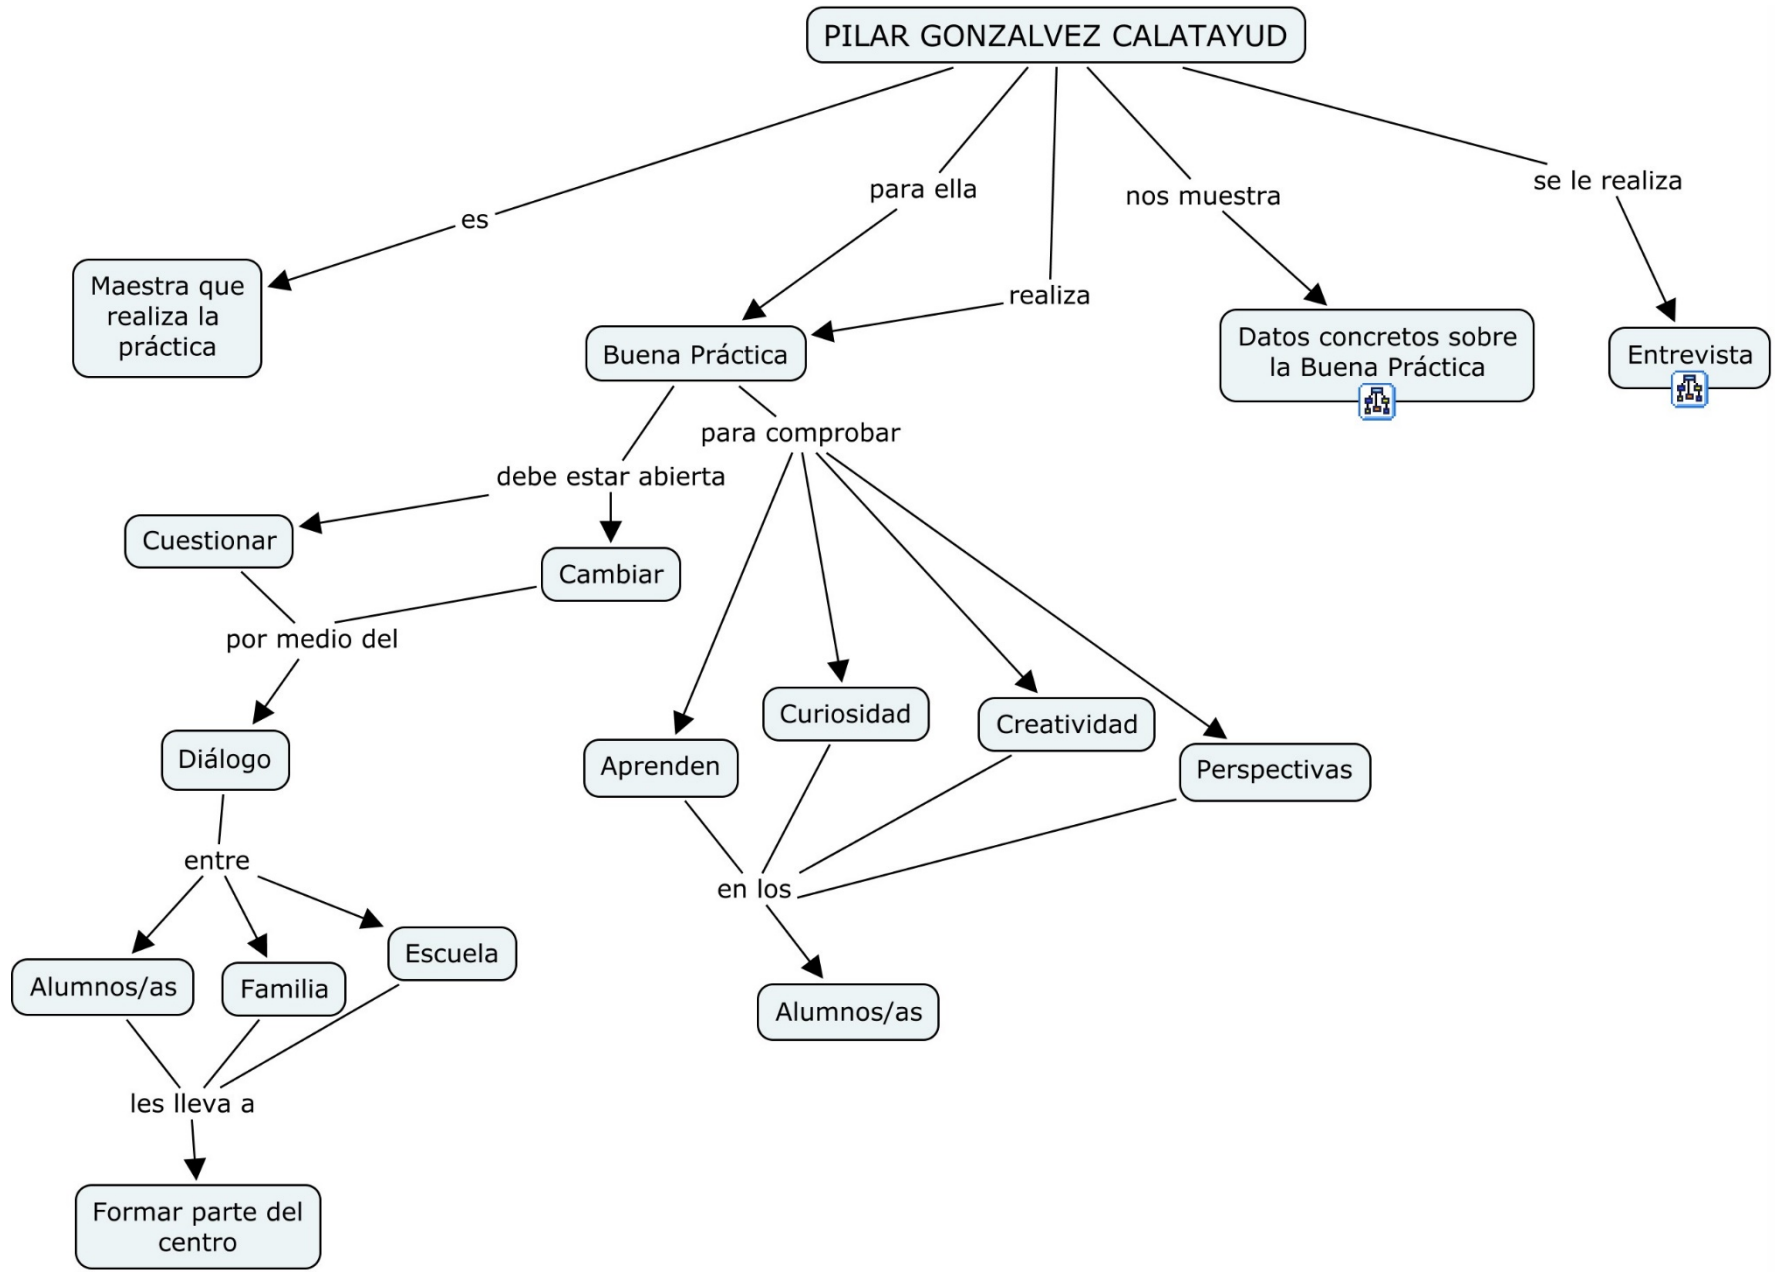 PILAR GONZALVEZ CALATAYUD
es
para ella
realiza
nos muestra
se le realiza
Maestra que
realiza la
práctica
Buena Práctica
Datos concretos sobre
la Buena Práctica
Entrevista
debe estar abierta
para comprobar
Cuestionar
Cambiar
por medio del
Diálogo
entre
Alumnos/as
Familia
Escuela
les lleva a
Formar parte del
centro
Aprenden
Curiosidad
Creatividad
Perspectivas
en los
Alumnos/as